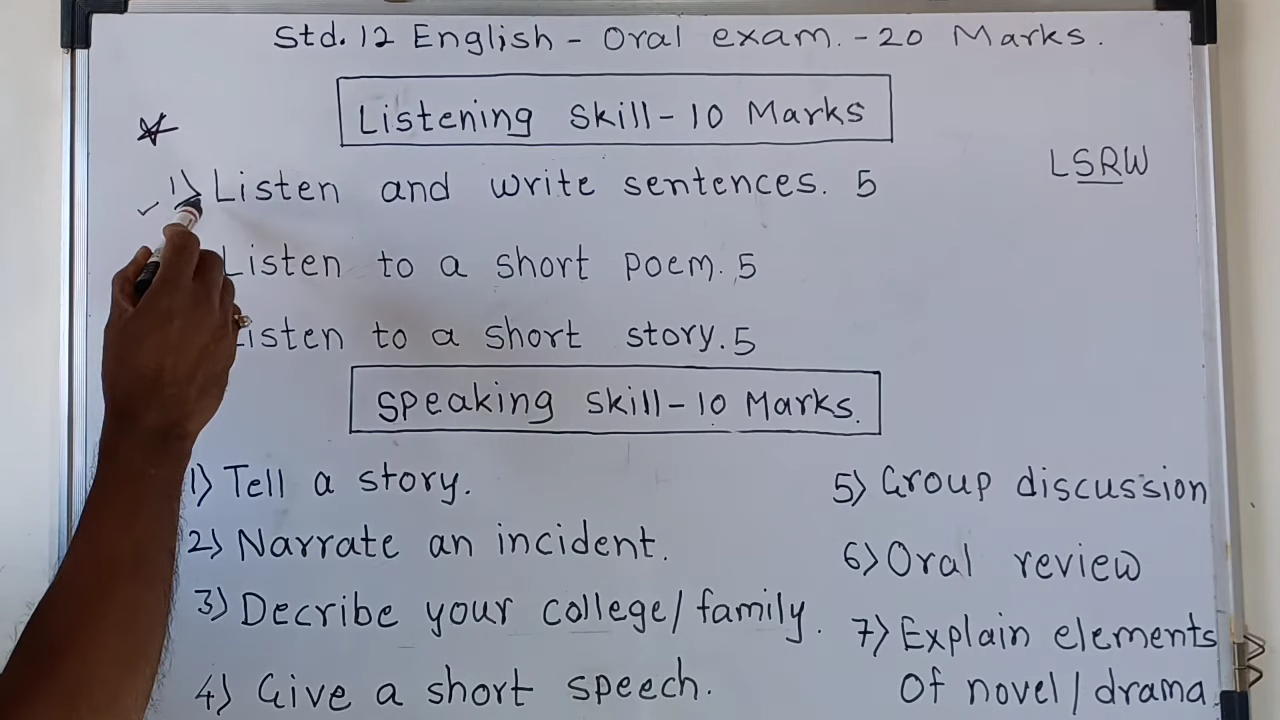 Std. 12 English - Oral exam. - 20 Marks.
Listening Skill - 10 Marks
LSRW
1) Listen and write sentences. 5
Listen to a short poem. 5
Listen to a short story. 5
Speaking Skill - 10 Marks.
1) Tell a story.
2) Narrate an incident.
3) Decribe your college/family.
4) Give a short speech.
5) Group discussion
6) Oral review
7) Explain elements
Of novel/drama